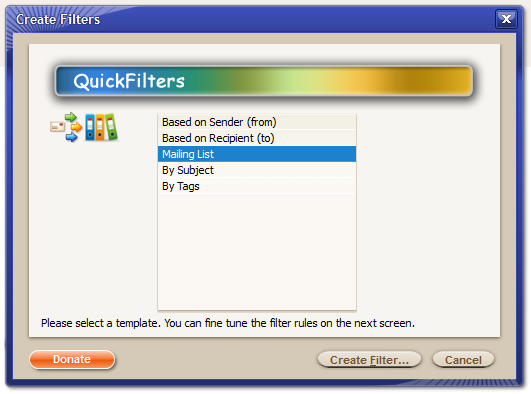 Create Filters
QuickFilters
Based on Sender (from)
Based on Recipient (to)
Mailing List
By Subject
By Tags
Please select a template. You can fine tune the filter rules on the next screen.
Donate
Create Filter...
Cancel